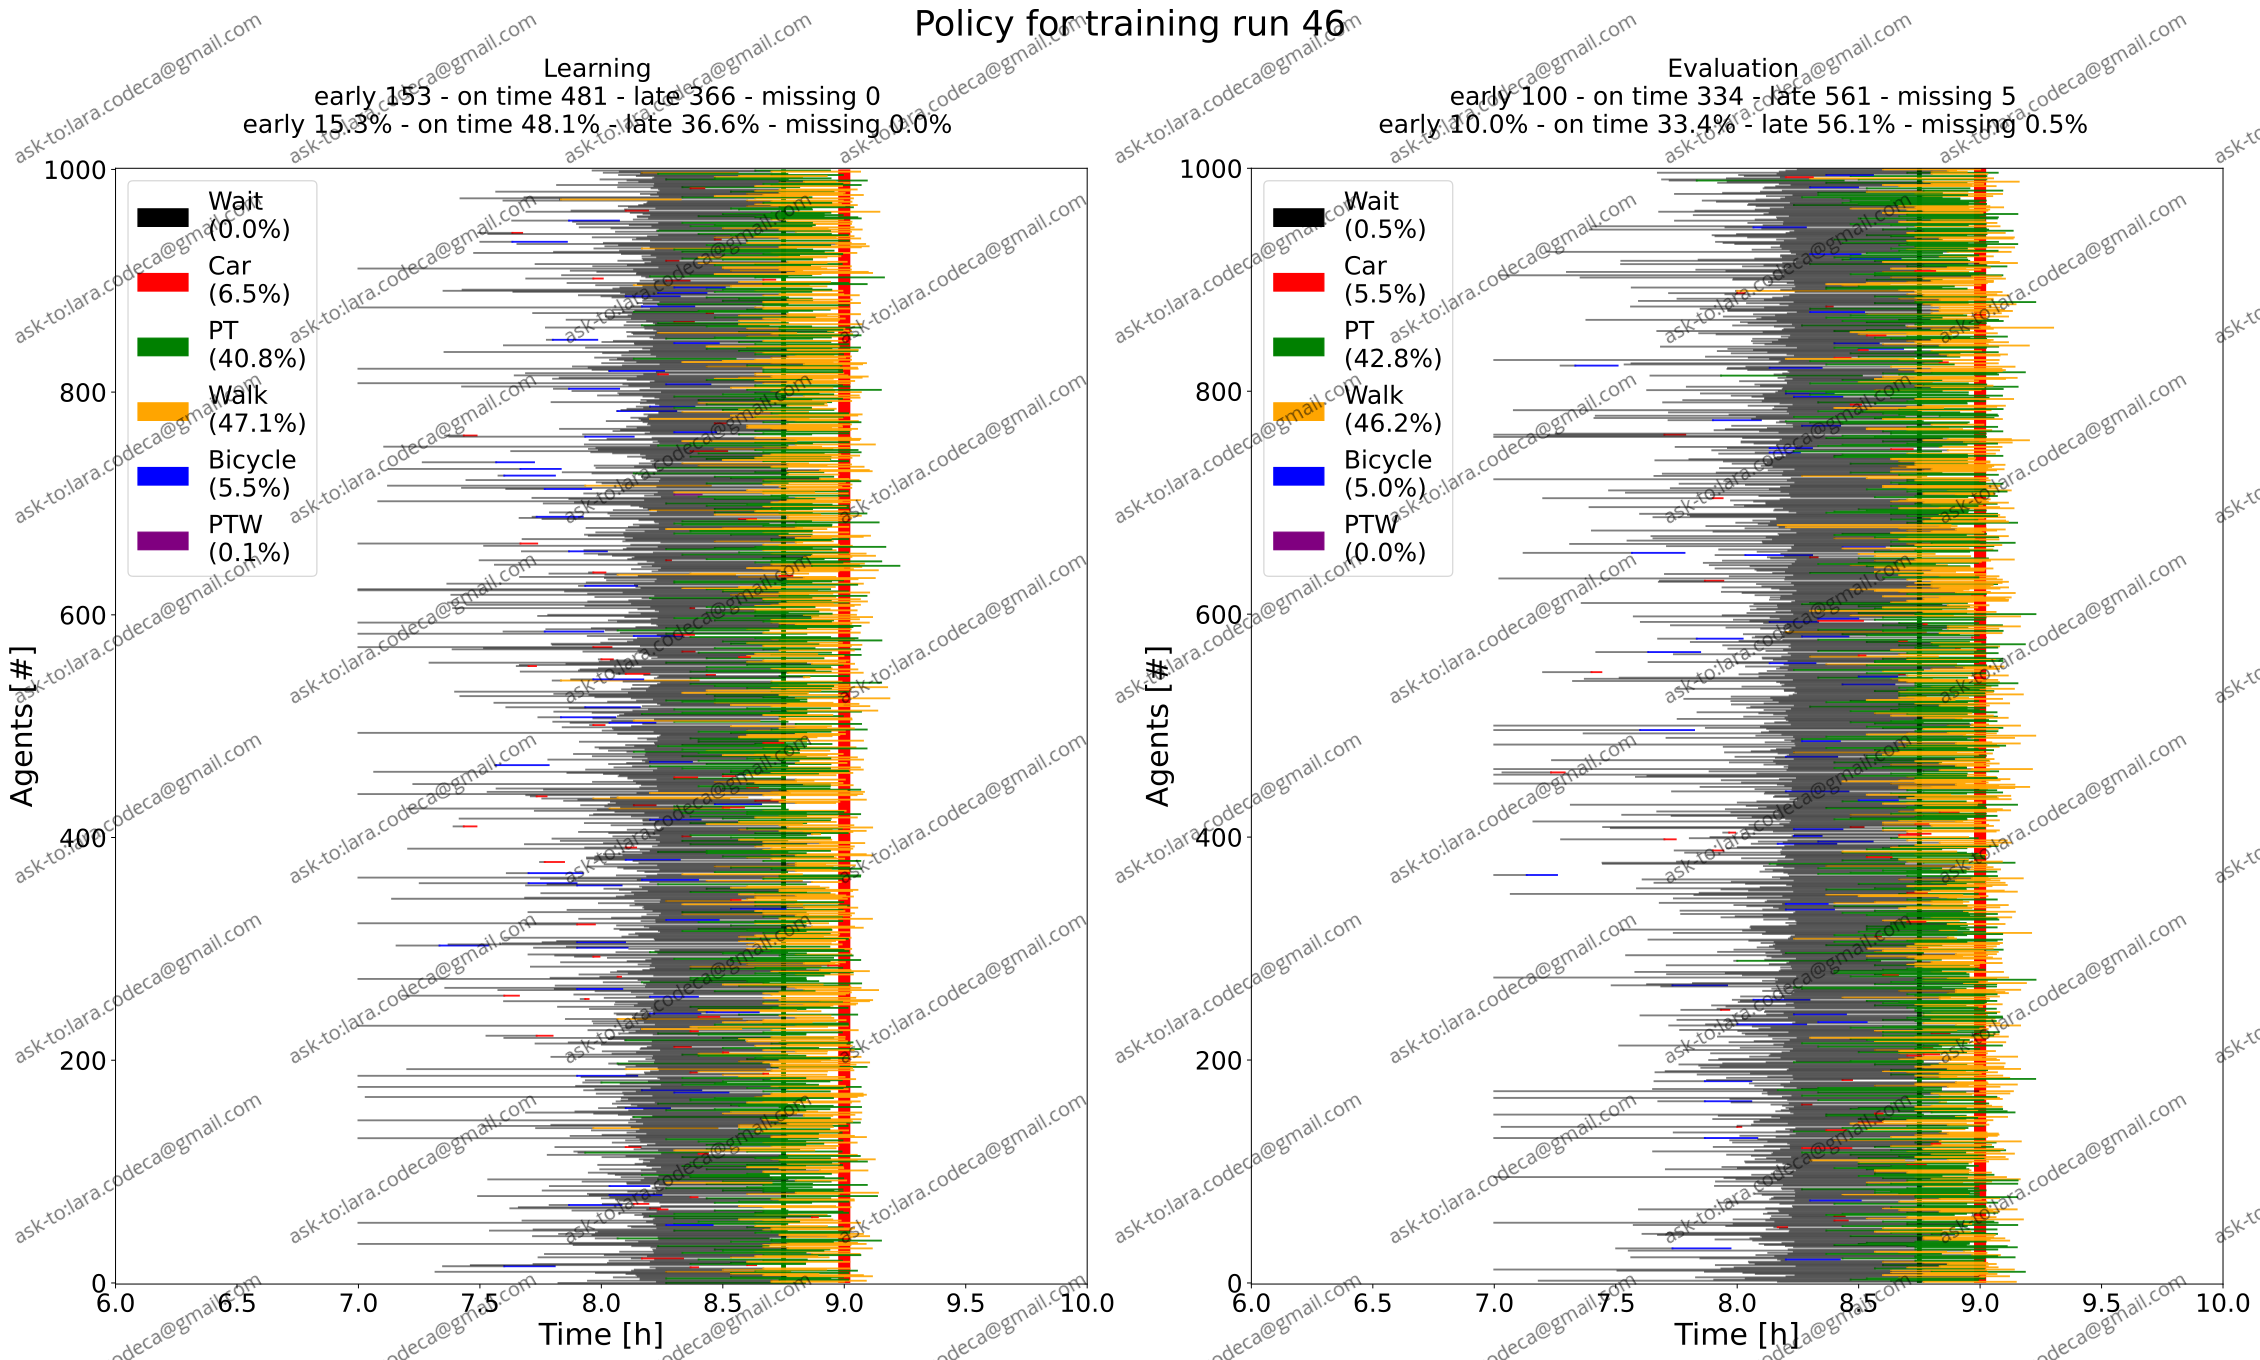 Policy for training run 46
Learning
early 153 - on time 481 - late 366 - missing 0
early 15.3% - on time 48.1% - late 36.6% - missing 0.0%
1000
800
600
400
200
0
Agents [#]
Wait
(0.0%)
Car
(6.5%)
PT
(40.8%)
Walk
(47.1%)
Bicycle
(5.5%)
PTW
(0.1%)
6.0 6.5 7.0 7.5 8.0 8.5 9.0 9.5 10.0
Time [h]
Evaluation
early 100 - on time 334 - late 561 - missing 5
early 10.0% - on time 33.4% - late 56.1% - missing 0.5%
1000
800
600
400
200
0
Agents [#]
Wait
(0.5%)
Car
(5.5%)
PT
(42.8%)
Walk
(46.2%)
Bicycle
(5.0%)
PTW
(0.0%)
6.0 6.5 7.0 7.5 8.0 8.5 9.0 9.5 10.0
Time [h]
ask-to:lara.codeca@gmail.com